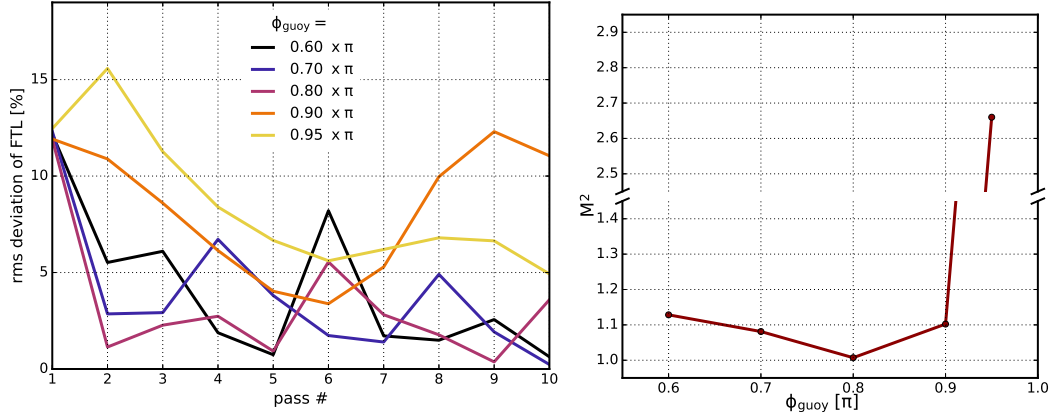 ϕguoy =
0.60 x π
0.70 x π
0.80 x π
0.90 x π
0.95 x π
rms deviation of FTL [%]
15
10
5
0
1 2 3 4 5 6 7 8 9 10
pass #
M²
2.9
2.8
2.7
2.6
2.5
1.4
1.3
1.2
1.1
1.0
0.6 0.7 0.8 0.9 1.0
ϕguoy [π]